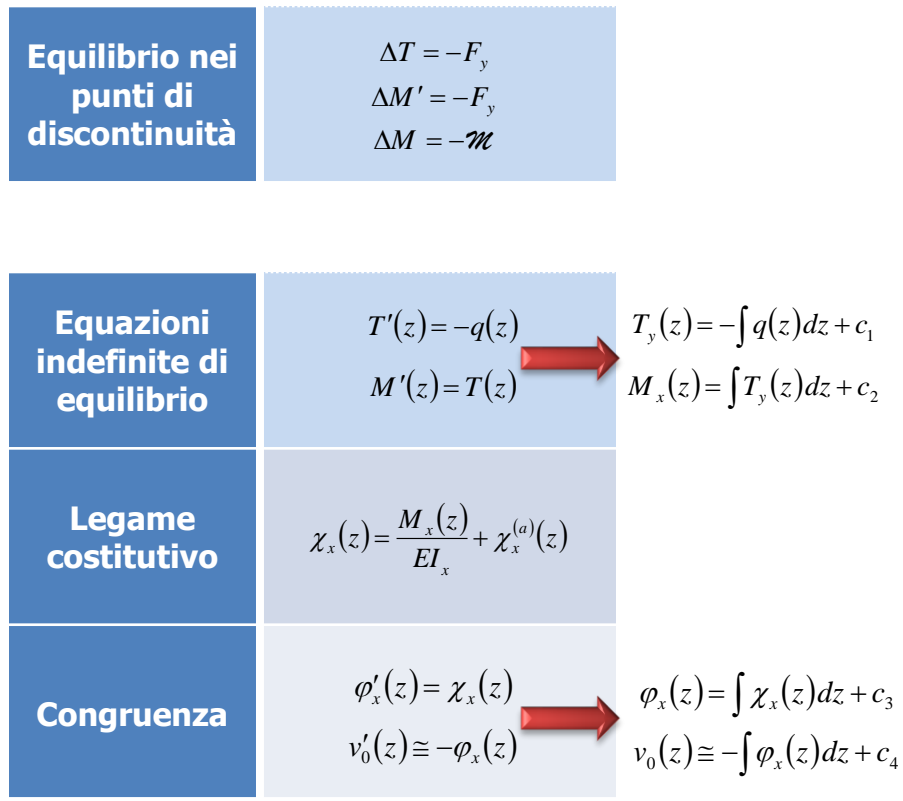 Equilibrio nei
punti di
discontinuità
ΔT = −F_y
ΔM′ = −F_y
ΔM = −ℳ
Equazioni
indefinite di
equilibrio
T′(z) = −q(z)
M′(z) = T(z)
T_y(z) = −∫ q(z)dz + c_1
M_x(z) = ∫ T_y(z)dz + c_2
Legame
costitutivo
χ_x(z) = M_x(z) / EI_x + χ_x^(a)(z)
Congruenza
φ′_x(z) = χ_x(z)
v′_0(z) ≅ −φ_x(z)
φ_x(z) = ∫ χ_x(z)dz + c_3
v_0(z) ≅ −∫ φ_x(z)dz + c_4